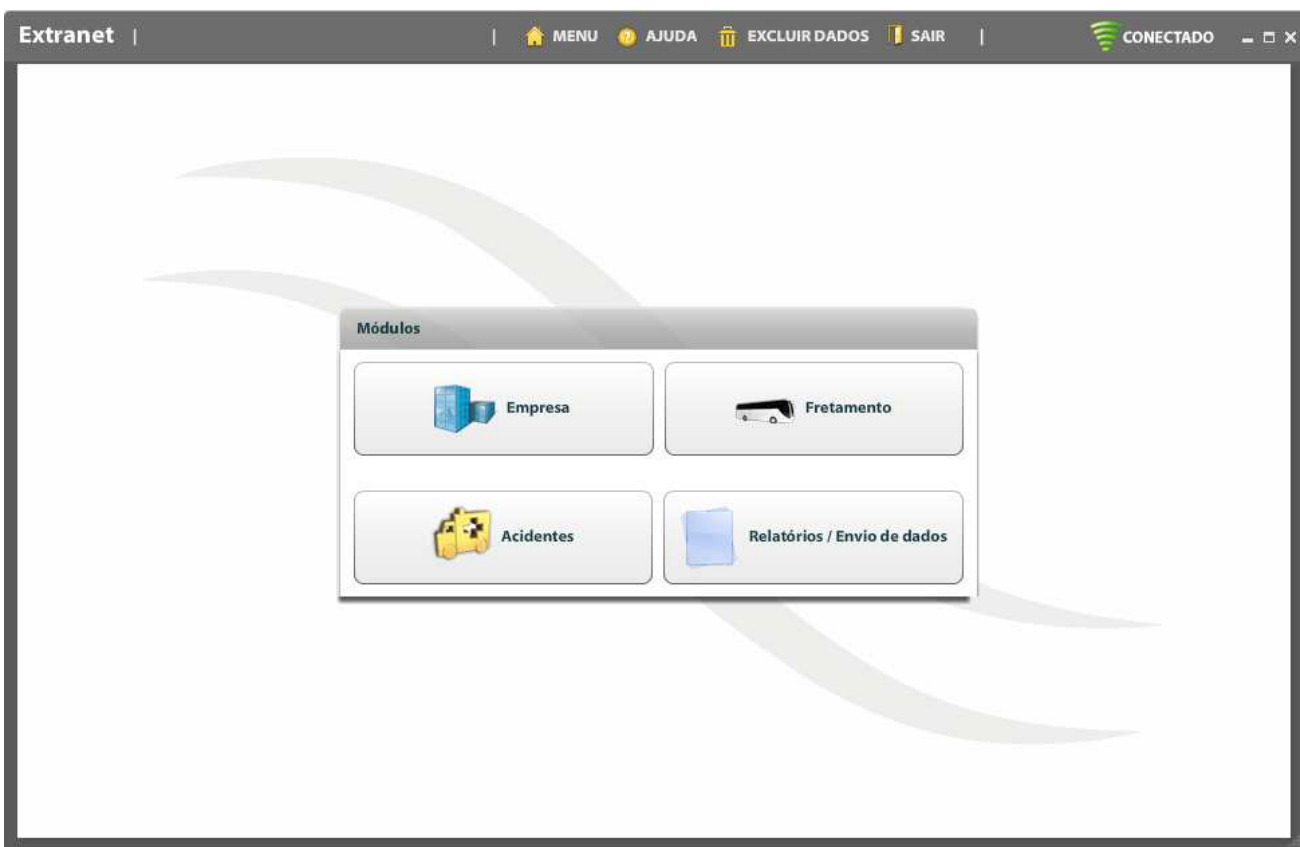 Extranet | | MENU AJUDA EXCLUIR DADOS SAIR | CONECTADO
Módulos
Empresa Fretamento
Acidentes Relatórios / Envio de dados